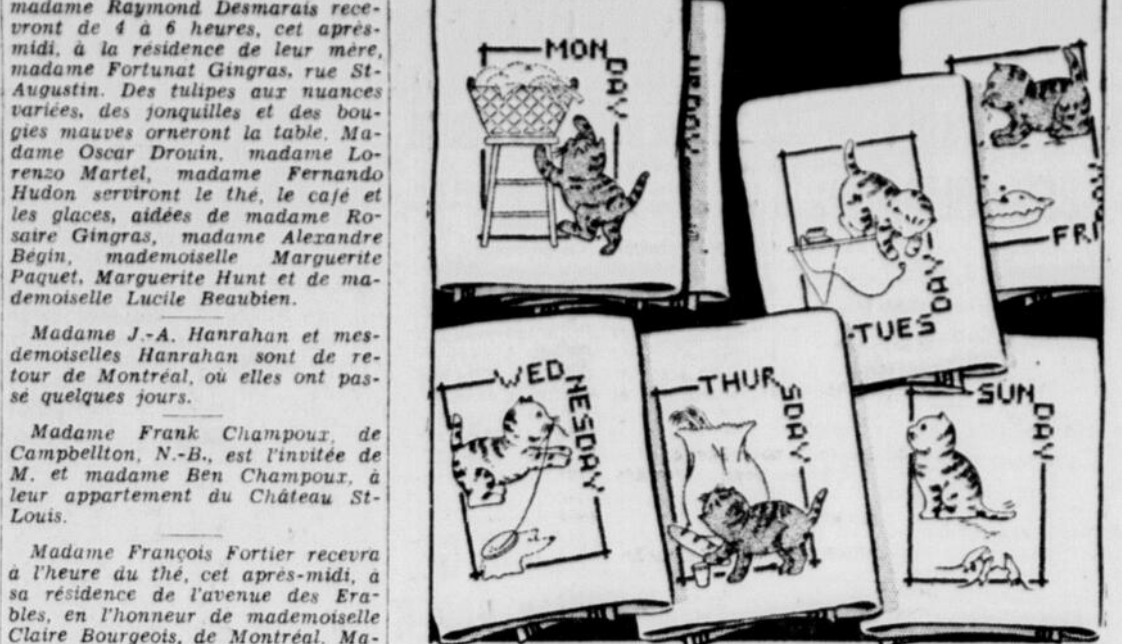 madame Raymond Desmarais rece-
vront de 4 à 6 heures, cet après-
midi, à la résidence de leur mère,
madame Fortunat Gingras, rue St-
Augustin. Des tulipes aux nuances
variées, des jonquilles et des bou-
gies mauves orneront la table. Ma-
dame Oscar Drouin, madame Lo-
renzo Martel, madame Fernando
Hudon serviront le thé, le café et
les glaces, aidées de madame Ro-
saire Gingras, madame Alexandre
Bégin, mademoiselle Marguerite
Paquet, Marguerite Hunt et de ma-
demoiselle Lucile Beaubien.
Madame J.-A. Hanrahan et mes-
demoiselles Hanrahan sont de re-
tour de Montréal, où elles ont pas-
sé quelques jours.
Madame Frank Champoux, de
Campbellton, N.-B., est l'invitée de
M. et madame Ben Champoux, à
leur appartement du Château St-
Louis.
Madame François Fortier recevra
à l'heure du thé, cet après-midi, à
sa résidence de l'avenue des Era-
bles, en l'honneur de mademoiselle
Claire Bourgeois, de Montréal. Ma-
MONDAY
URDAY
TUESDAY
FRI
WEDNESDAY
THURSDAY
SUNDAY